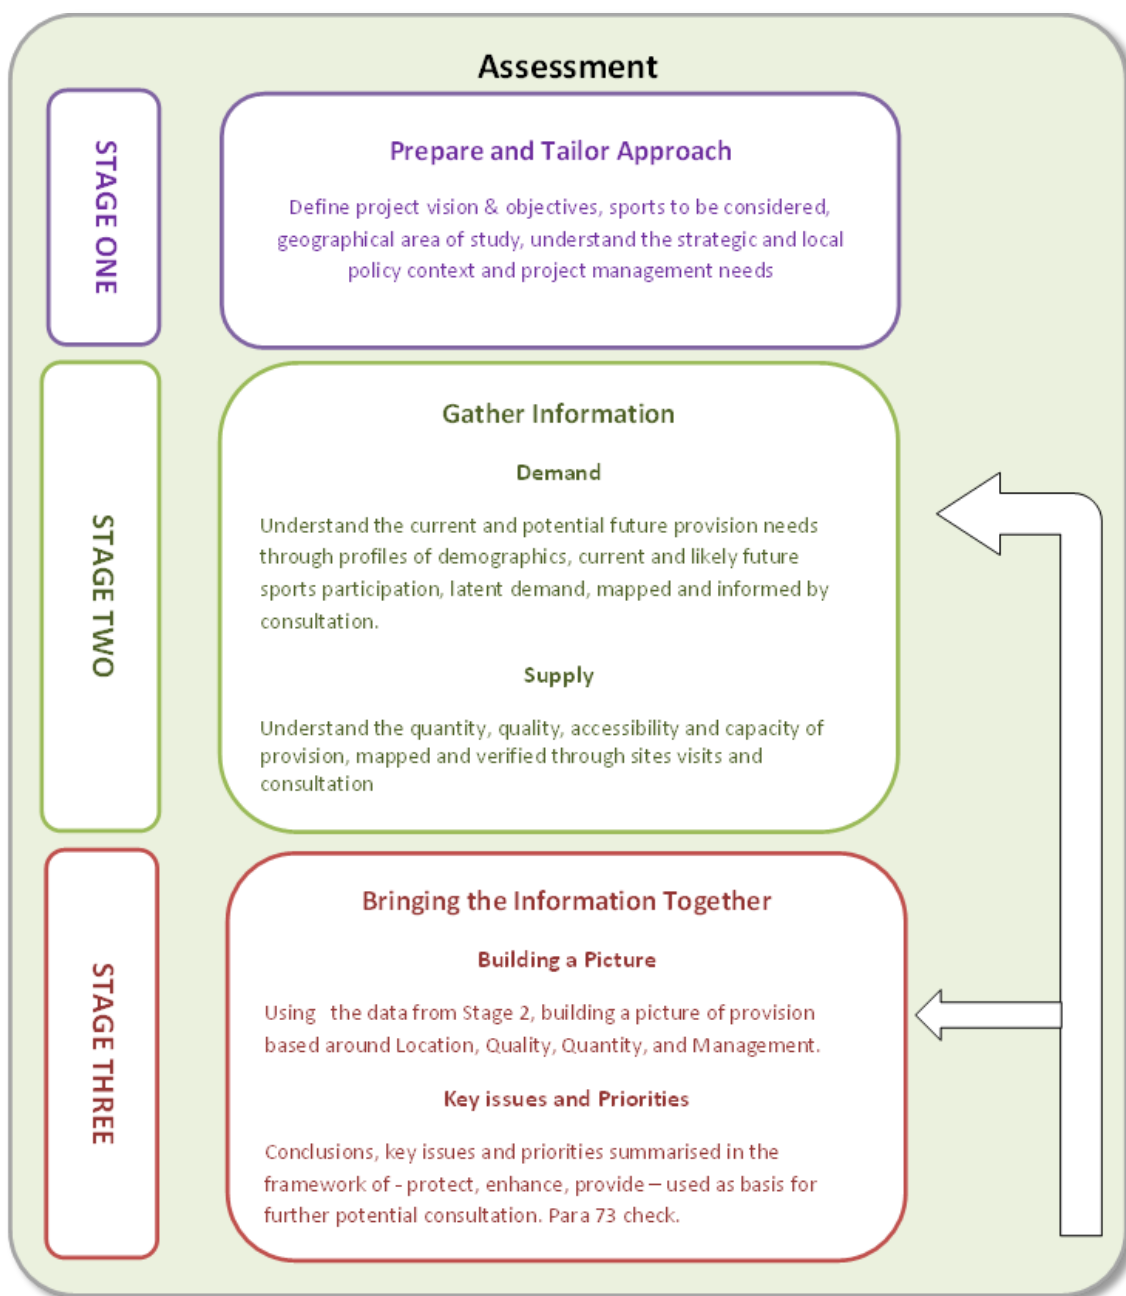 Assessment
STAGE ONE
Prepare and Tailor Approach
Define project vision & objectives, sports to be considered,
geographical area of study, understand the strategic and local
policy context and project management needs
STAGE TWO
Gather Information
Demand
Understand the current and potential future provision needs
through profiles of demographics, current and likely future
sports participation, latent demand, mapped and informed by
consultation.
Supply
Understand the quantity, quality, accessibility and capacity of
provision, mapped and verified through sites visits and
consultation
STAGE THREE
Bringing the Information Together
Building a Picture
Using the data from Stage 2, building a picture of provision
based around Location, Quality, Quantity, and Management.
Key issues and Priorities
Conclusions, key issues and priorities summarised in the
framework of - protect, enhance, provide – used as basis for
further potential consultation. Para 73 check.